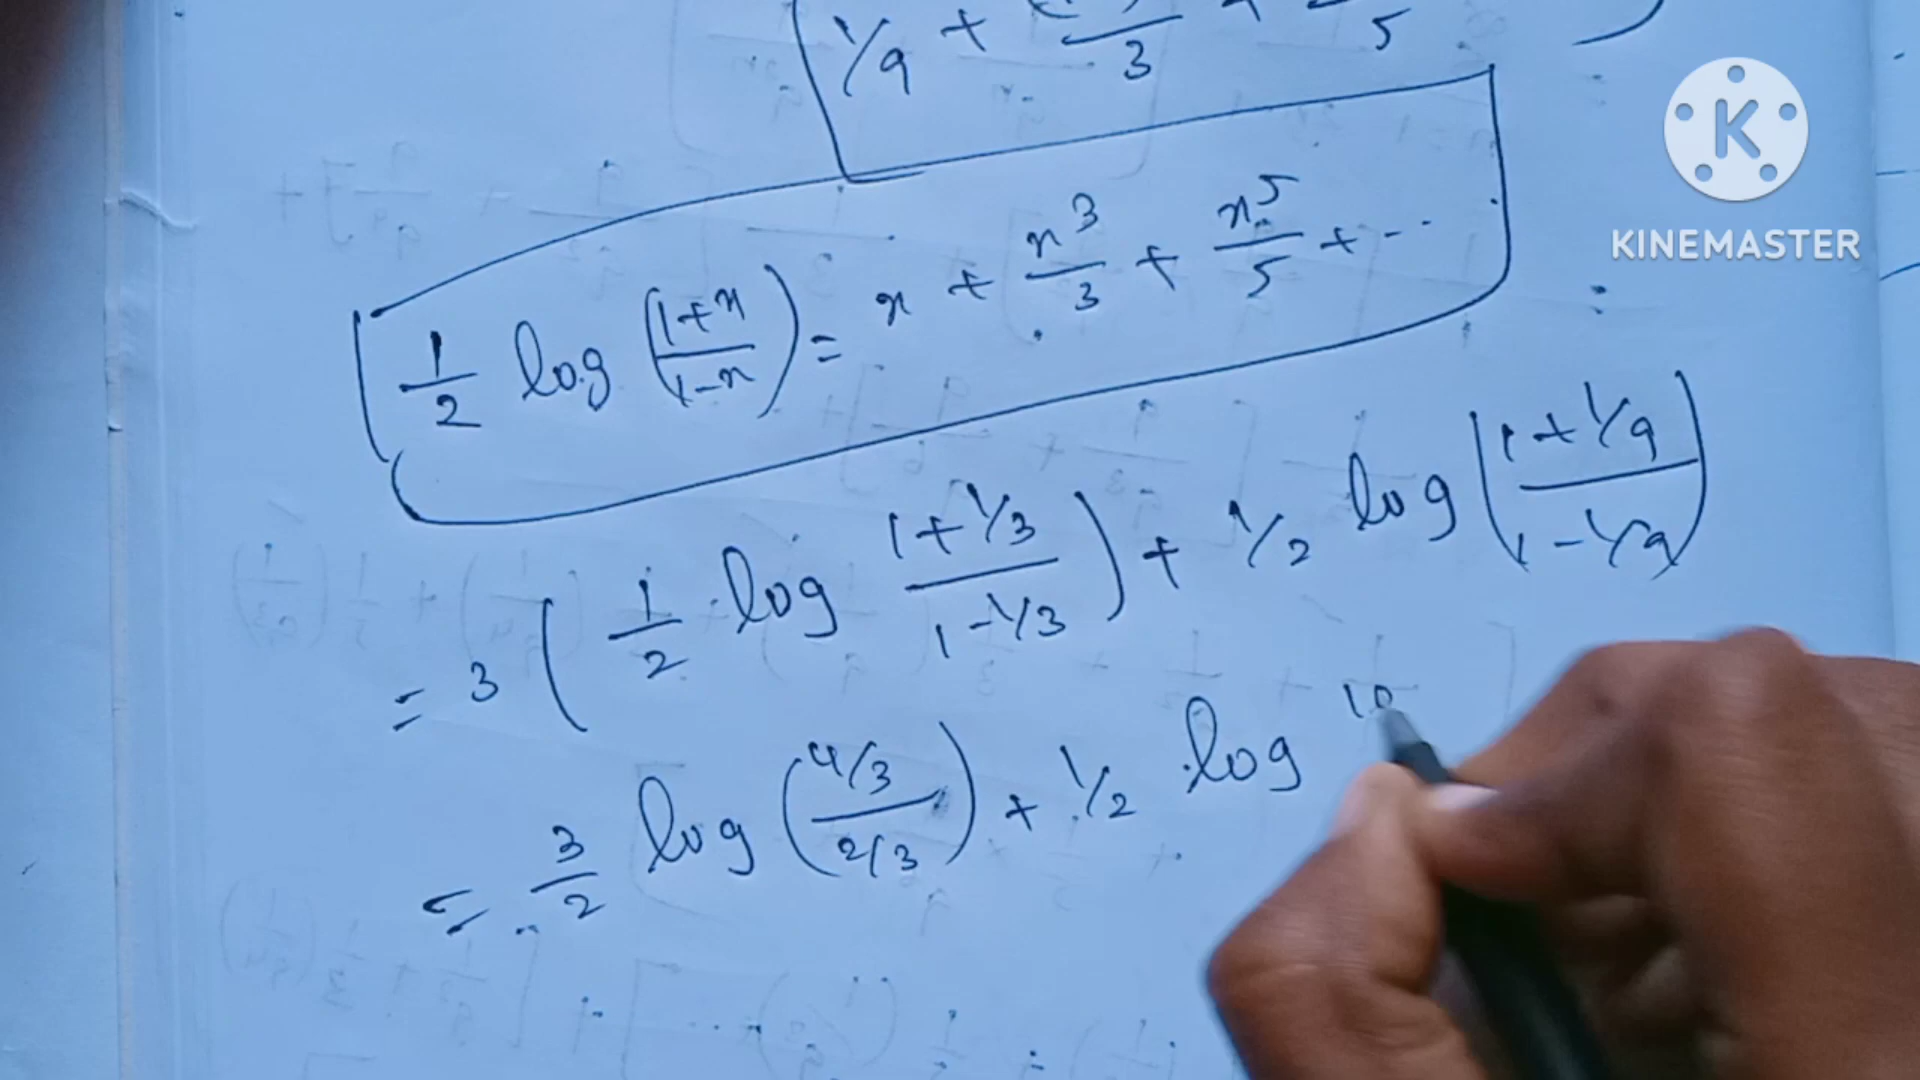 1/9 + 3 + 5
KINEMASTER
1/2 log (1+x/1-x) = x + x³/3 + x⁵/5 + ...
= 3 (1/2 log 1+1/3 / 1-1/3) + 1/2 log (1+1/9 / 1-1/9)
= 3/2 log (4/3 / 2/3) + 1/2 log 10